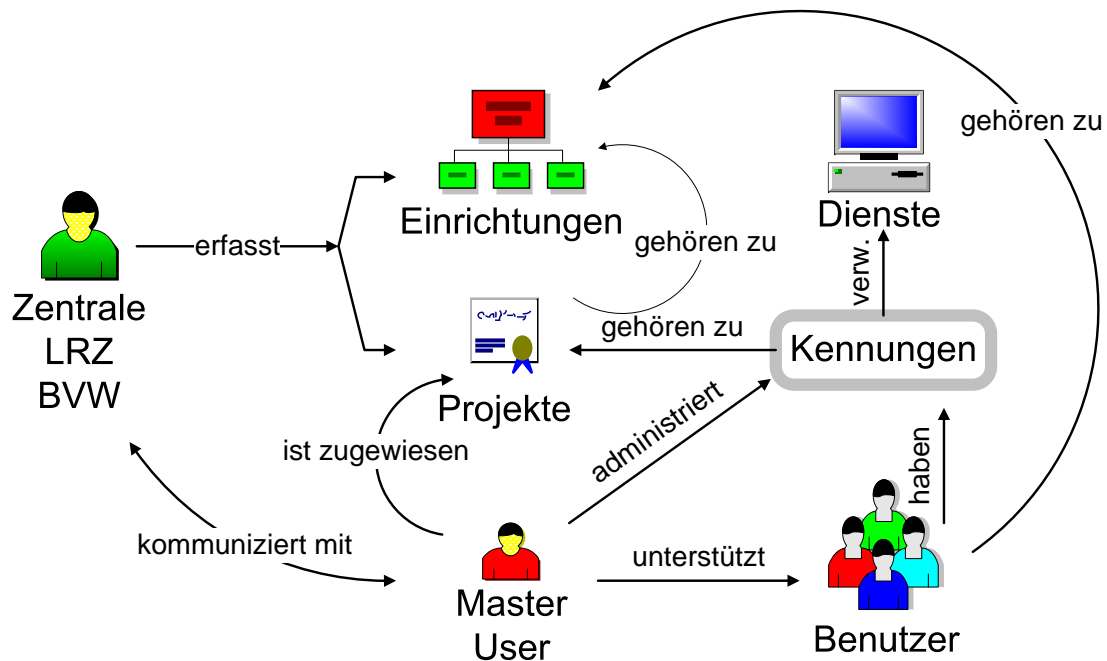 gehören zu
Einrichtungen
Dienste
erfasst
gehören zu
verw.
Zentrale
LRZ
BVW
gehören zu
Kennungen
Projekte
ist zugewiesen
administriert
haben
kommuniziert mit
unterstützt
Master
User
Benutzer